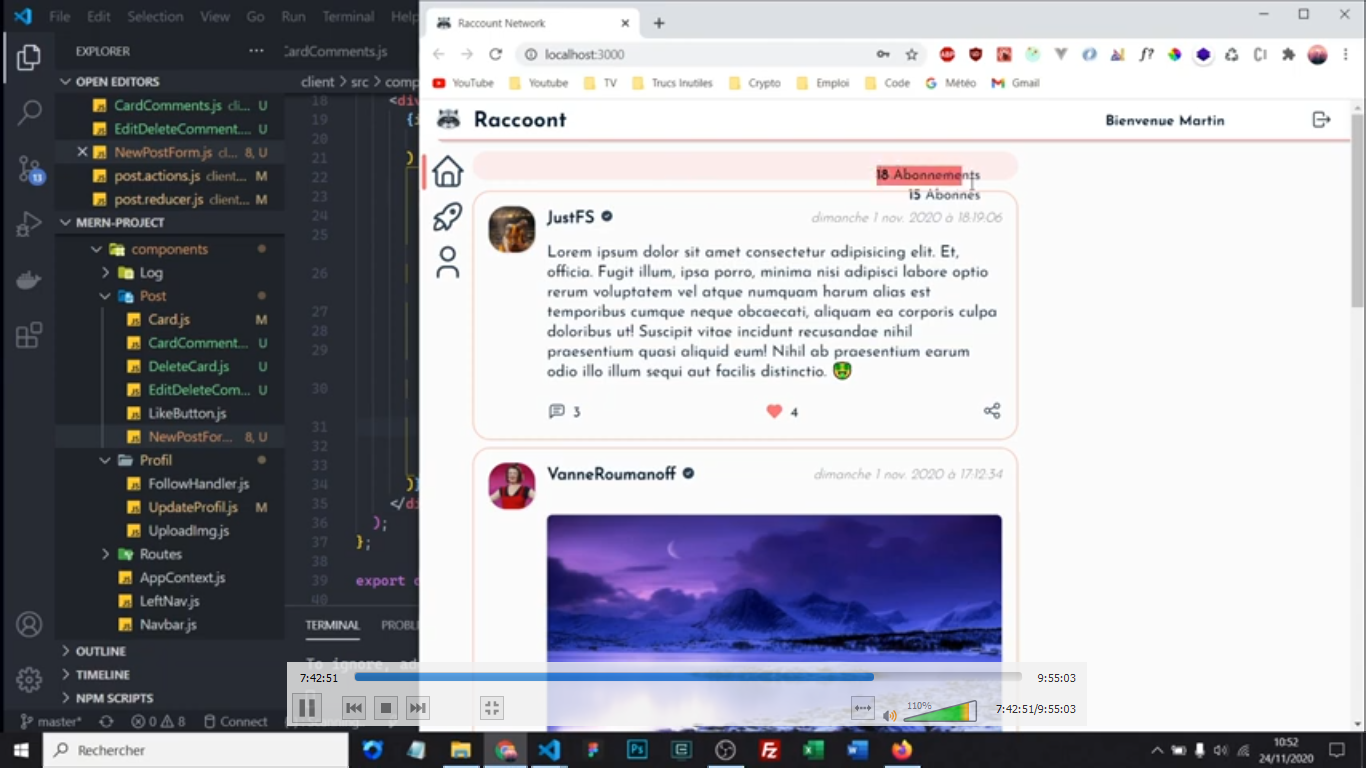 File Edit Selection View Go Run Terminal Help
Raccount Network
localhost:3000
YouTube Youtube TV Trucs Inutiles Crypto Emploi Code Météo Gmail
EXPLORER
CardComments.js
OPEN EDITORS
client > src > comp
CardComments.js cli... U
EditDeleteComment.... U
NewPostForm.js cl... 8, U
post.actions.js client...
post.reducer.js client...
MERN-PROJECT
components
Log
Post
Card.js M
CardComment... U
DeleteCard.js U
EditDeleteCom... U
LikeButton.js
NewPostFor... 8, U
Profil
FollowHandler.js
UpdateProfil.js M
UploadImg.js
Routes
AppContext.js
LeftNav.js
Navbar.js
OUTLINE
TIMELINE
NPM SCRIPTS
master*
0 8
Connect
18 <div
19 {i
20
21 )
22
23
24
25
26
27
28
29
30
31
32
33
34 )}
35 </di
36 );
37 };
38
39 export
40
TERMINAL PROBL
To ignore, ad
Raccoont
Bienvenue Martin
18 Abonnements
15 Abonnés
JustFS
dimanche 1 nov. 2020 à 18:19:06
Lorem ipsum dolor sit amet consectetur adipisicing elit. Et,
officia. Fugit illum, ipsa porro, minima nisi adipisci labore optio
rerum voluptatem vel atque numquam harum alias est
temporibus cumque neque obcaecati, aliquam ea corporis culpa
doloribus ut! Suscipit vitae incidunt recusandae nihil
praesentium quasi aliquid eum! Nihil ab praesentium earum
odio illo illum sequi aut facilis distinctio.
3
4
VanneRoumanoff
dimanche 1 nov. 2020 à 17:12:34
7:42:51
9:55:03
110%
7:42:51/9:55:03
Rechercher
10:52
24/11/2020